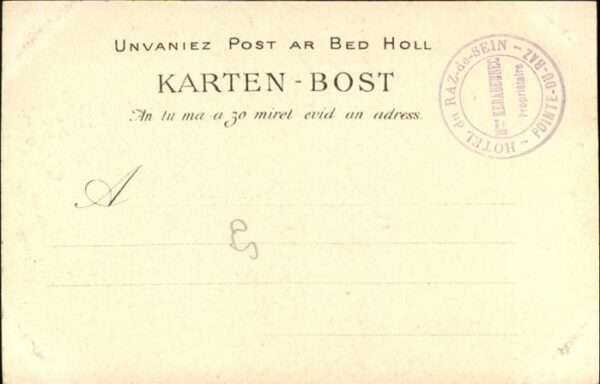 UNVANIEZ POST AR BED HOLL
KARTEN-BOST
An tu ma a zo miret evid an adress.
HOTEL du RAZ-de-SEIN - POINTE-DU-RAZ -
Propriétaire
A